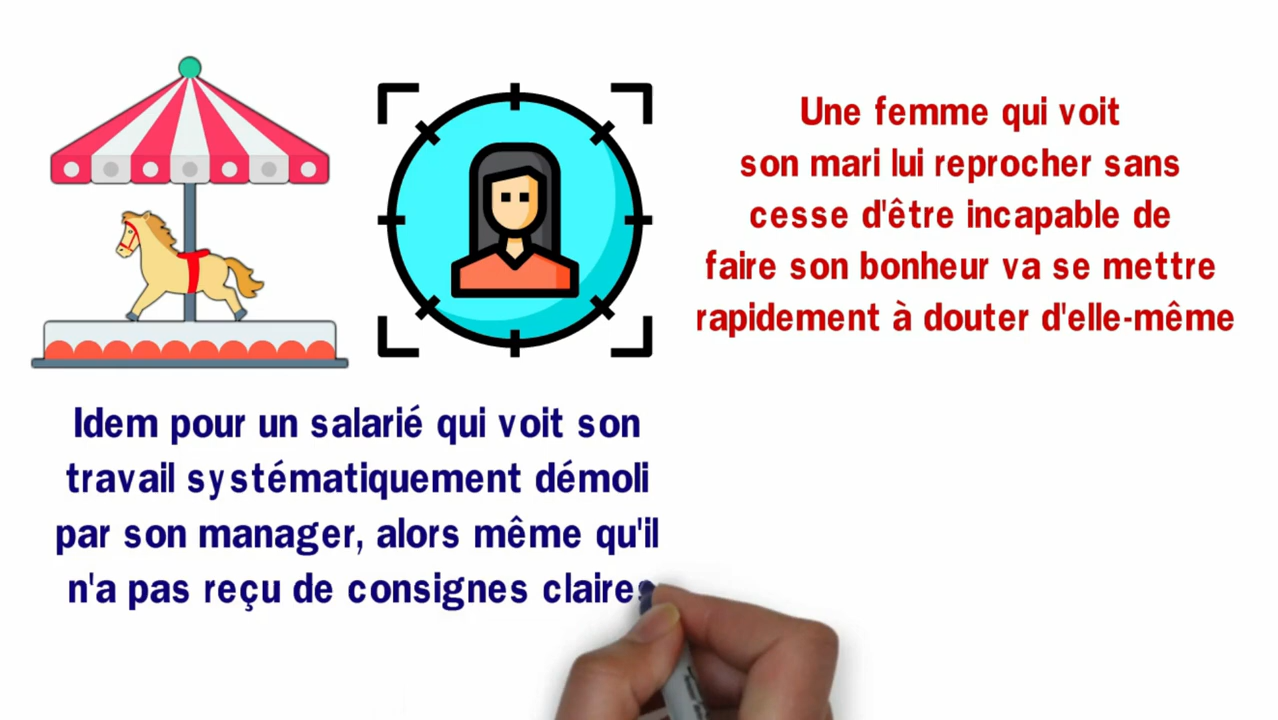 Une femme qui voit
son mari lui reprocher sans
cesse d'être incapable de
faire son bonheur va se mettre
rapidement à douter d'elle-même
Idem pour un salarié qui voit son
travail systématiquement démoli
par son manager, alors même qu'il
n'a pas reçu de consignes claires